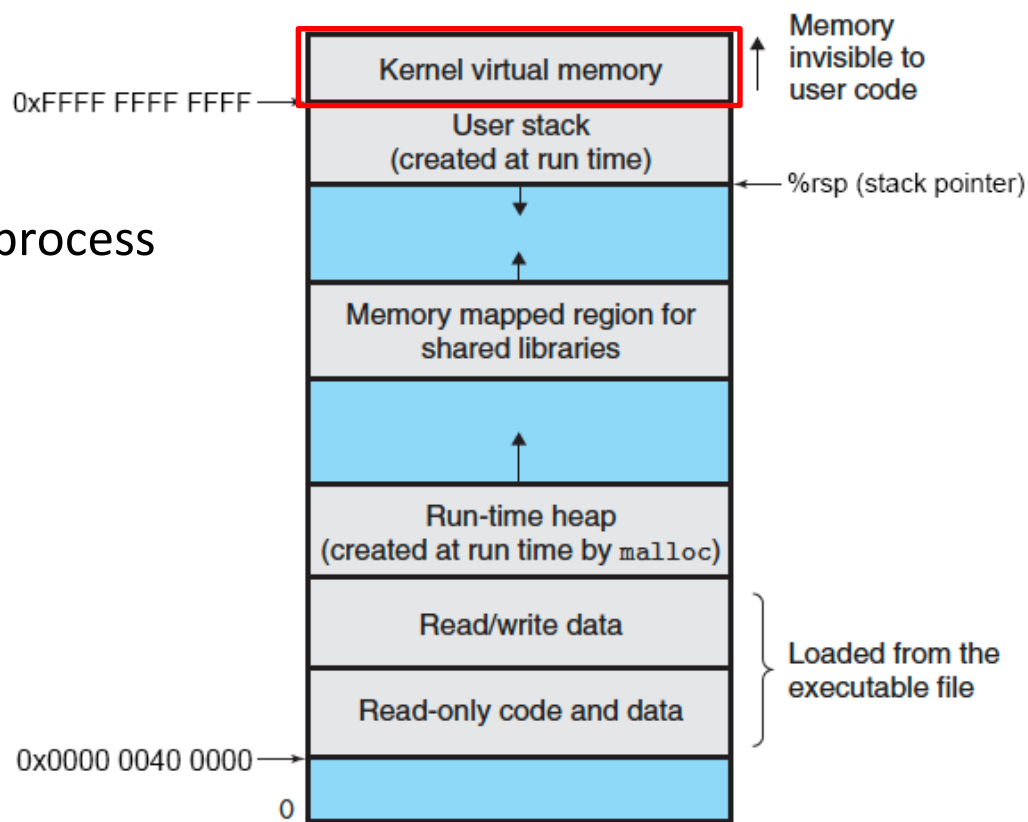 Memory
invisible to
user code
Kernel virtual memory
0xFFFF FFFF FFFF
User stack
(created at run time)
%rsp (stack pointer)
process
Memory mapped region for
shared libraries
Run-time heap
(created at run time by malloc)
Read/write data
Loaded from the
executable file
Read-only code and data
0x0000 0040 0000
0